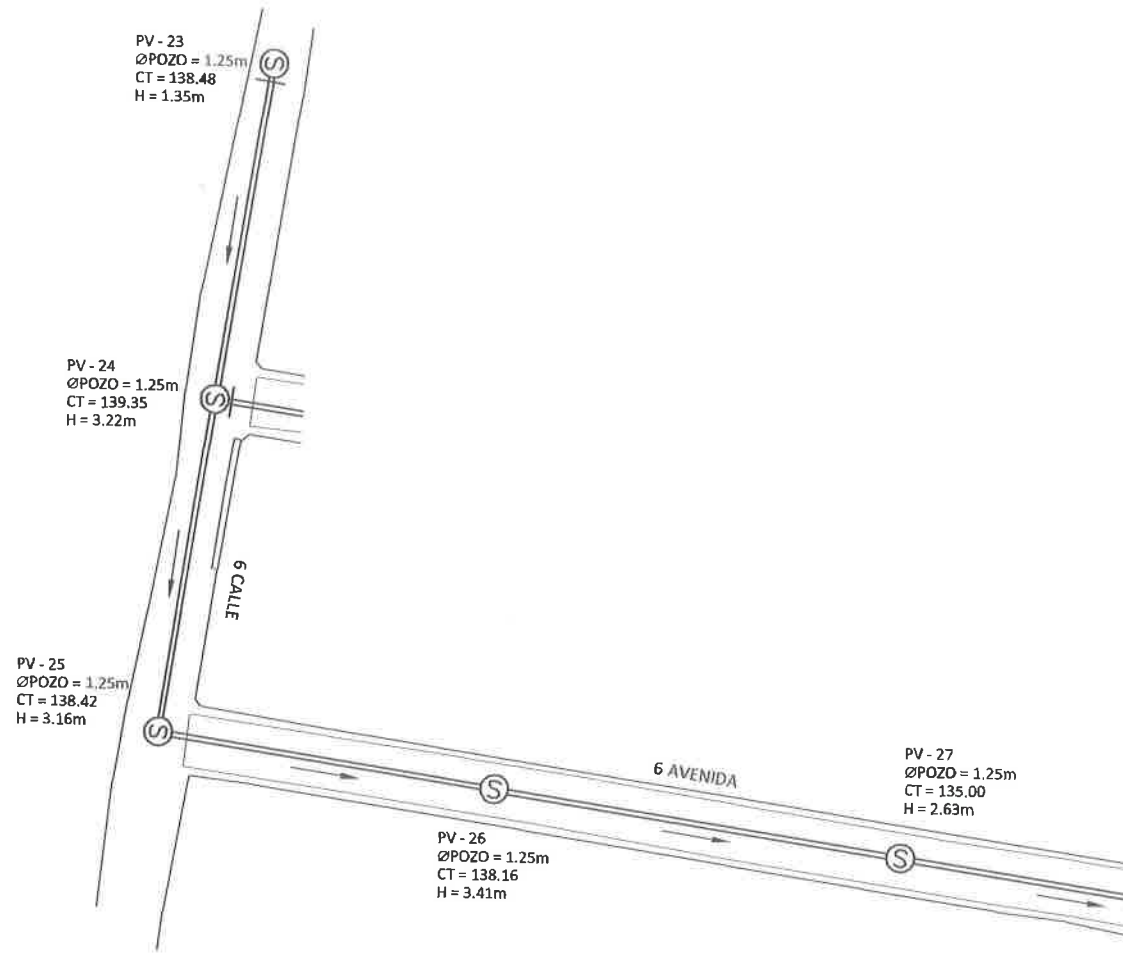 PV - 23
ØPOZO = 1.25m
CT = 138.48
H = 1.35m
S
PV - 24
ØPOZO = 1.25m
CT = 139.35
H = 3.22m
S
6 CALLE
PV - 25
ØPOZO = 1.25m
CT = 138.42
H = 3.16m
S
6 AVENIDA
PV - 27
ØPOZO = 1.25m
CT = 135.00
H = 2.63m
S
S
PV - 26
ØPOZO = 1.25m
CT = 138.16
H = 3.41m